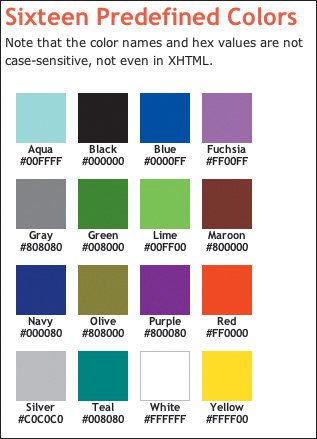 Sixteen Predefined Colors
Note that the color names and hex values are not
case-sensitive, not even in XHTML.
Aqua Black Blue Fuchsia
#00FFFF #000000 #0000FF #FF00FF
Gray Green Lime Maroon
#808080 #008000 #00FF00 #800000
Navy Olive Purple Red
#000080 #808000 #800080 #FF0000
Silver Teal White Yellow
#C0C0C0 #008080 #FFFFFF #FFFF00